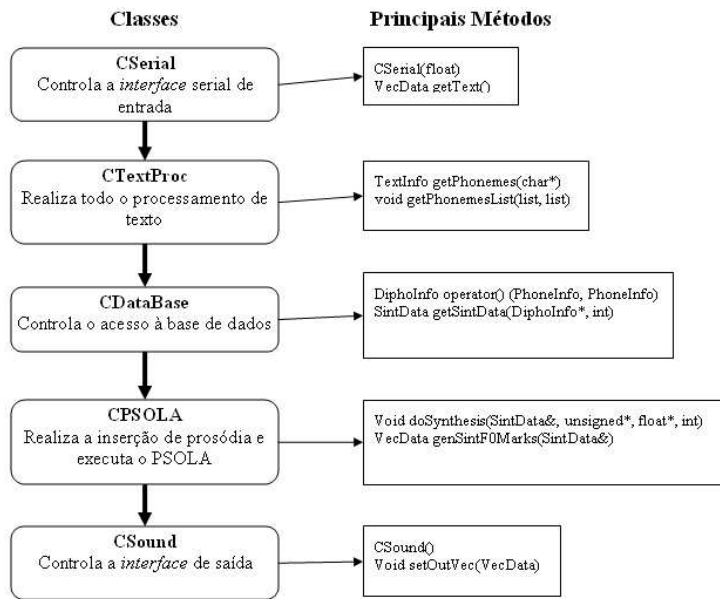 Classes
Principais Métodos
CSerial
Controla a interface serial de
entrada
CSerial(float)
VecData getText()
CTextProc
Realiza todo o processamento de
texto
TextInfo getPhonemes(char*)
void getPhonemesList(list, list)
CDataBase
Controla o acesso à base de dados
DiphoInfo operator() (PhoneInfo, PhoneInfo)
SintData getSintData(DiphoInfo*, int)
CPSOLA
Realiza a inserção de prosódia e
executa o PSOLA
Void doSynthesis(SintData&, unsigned*, float*, int)
VecData genSintF0Marks(SintData&)
CSound
Controla a interface de saída
CSound()
Void setOutVec(VecData)